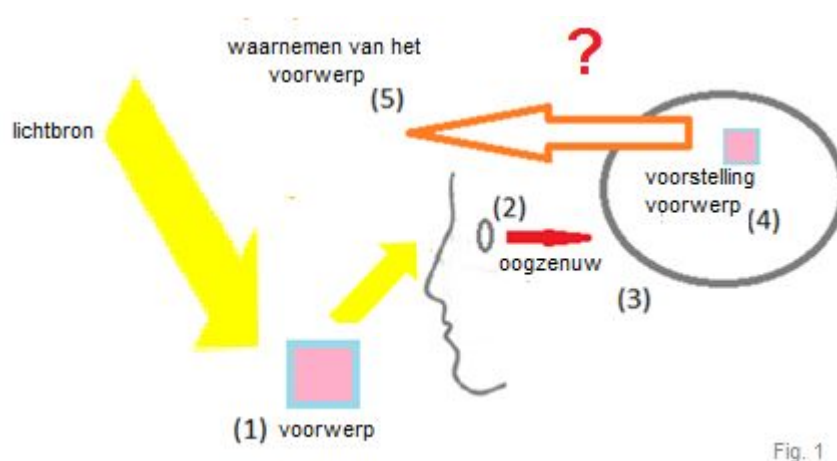 waarnemen van het
voorwerp
(5)
?
lichtbron
voorstelling
voorwerp (4)
(2)
oogzenuw
(3)
(1) voorwerp
Fig. 1